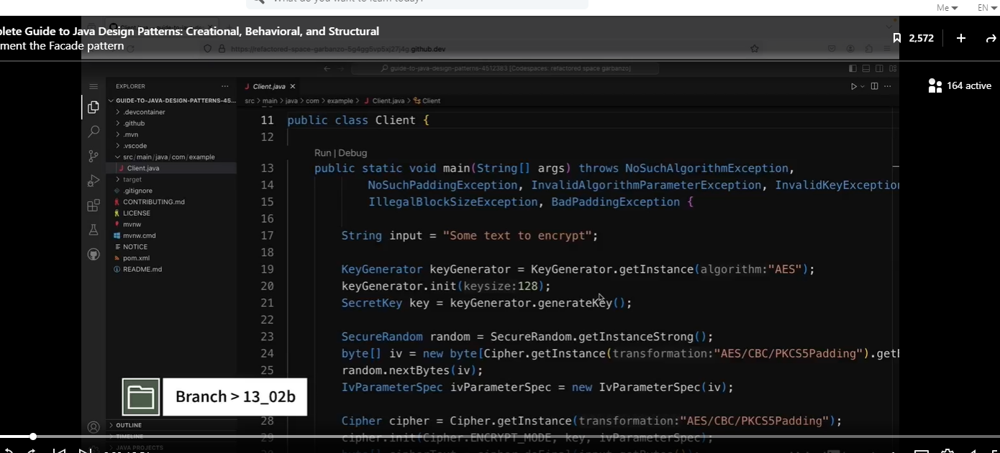 What do you want to learn today?
Me EN
plete Guide to Java Design Patterns: Creational, Behavioral, and Structural
ment the Facade pattern
2,572
164 active
https://refactored-space-garbanzo-5g4gg5vp5xj27j4g.github.dev
guide-to-java-design-patterns-4512383 [Codespaces: refactored space garbanzo]
EXPLORER ...
GUIDE-TO-JAVA-DESIGN-PATTERNS-45...
.devcontainer
.github
.mvn
.vscode
src/main/java/com/example
Client.java
target
.gitignore
CONTRIBUTING.md
LICENSE
mvnw
mvnw.cmd
NOTICE
pom.xml
README.md
OUTLINE
TIMELINE
JAVA PROJECTS
Client.java ×
src > main > java > com > example > Client.java > Client
11 public class Client {
12
Run | Debug
13 public static void main(String[] args) throws NoSuchAlgorithmException,
14 NoSuchPaddingException, InvalidAlgorithmParameterException, InvalidKeyException
15 IllegalBlockSizeException, BadPaddingException {
16
17 String input = "Some text to encrypt";
18
19 KeyGenerator keyGenerator = KeyGenerator.getInstance(algorithm:"AES");
20 keyGenerator.init(keysize:128);
21 SecretKey key = keyGenerator.generateKey();
22
23 SecureRandom random = SecureRandom.getInstanceStrong();
24 byte[] iv = new byte[Cipher.getInstance(transformation:"AES/CBC/PKCS5Padding").getB
25 random.nextBytes(iv);
IvParameterSpec ivParameterSpec = new IvParameterSpec(iv);
28 Cipher cipher = Cipher.getInstance(transformation:"AES/CBC/PKCS5Padding");
29 cipher.init(Cipher.ENCRYPT_MODE, key, ivParameterSpec);
Branch > 13_02b